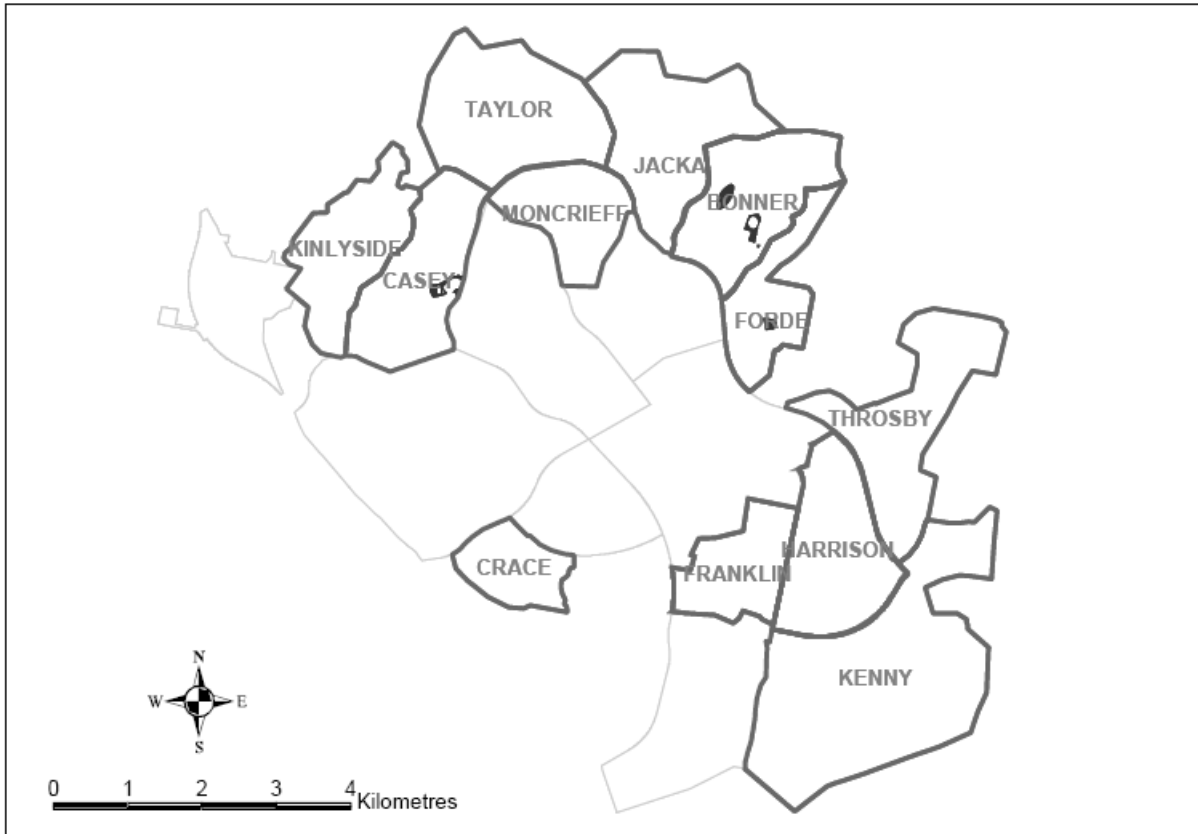 TAYLOR
JACKA
BONNER
MONCRIEFF
KINLYSIDE
CASEY
FORDE
THROSBY
HARRISON
CRACE
FRANKLIN
KENNY
N
W E
S
0 1 2 3 4
Kilometres